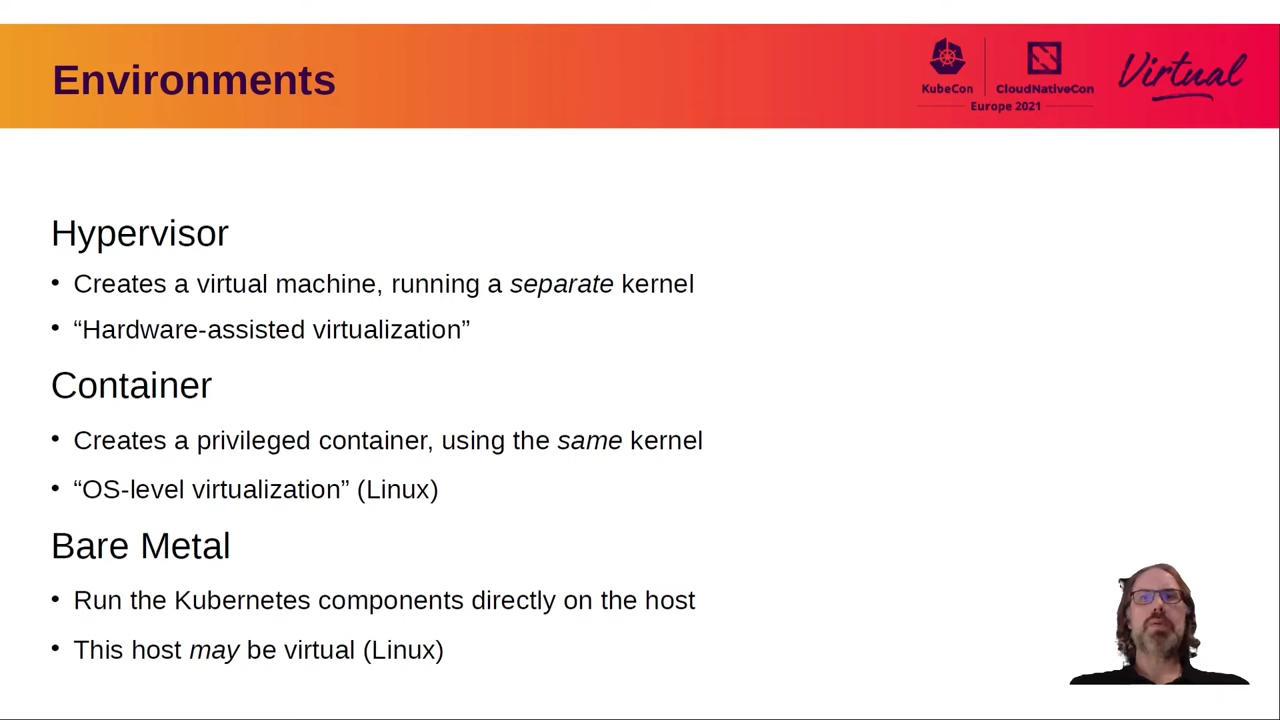 Environments
KubeCon
CloudNativeCon
Europe 2021
Virtual
Hypervisor
• Creates a virtual machine, running a separate kernel
• “Hardware-assisted virtualization”
Container
• Creates a privileged container, using the same kernel
• “OS-level virtualization” (Linux)
Bare Metal
• Run the Kubernetes components directly on the host
• This host may be virtual (Linux)